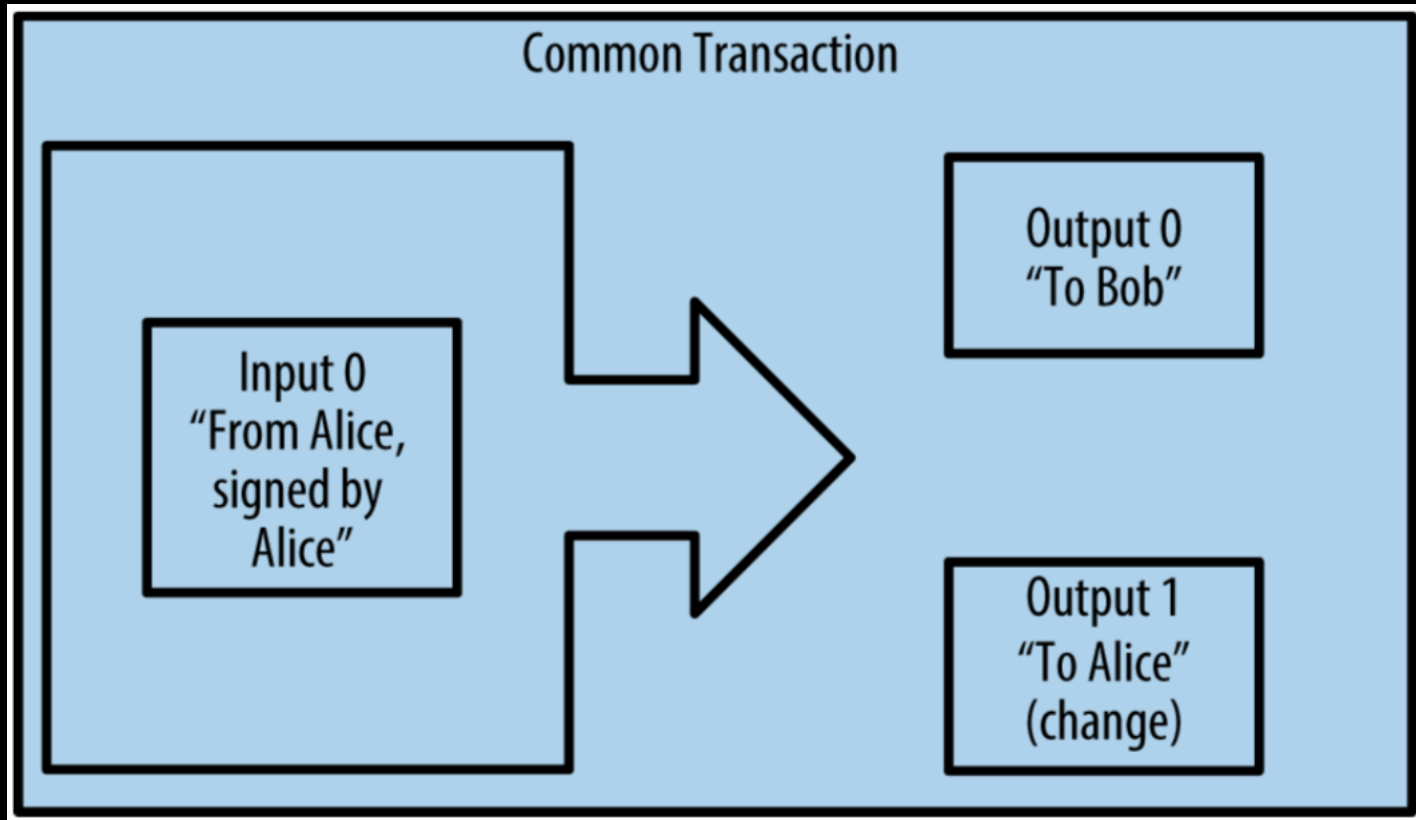 Common Transaction
Input 0
“From Alice,
signed by
Alice”
Output 0
“To Bob”
Output 1
“To Alice”
(change)